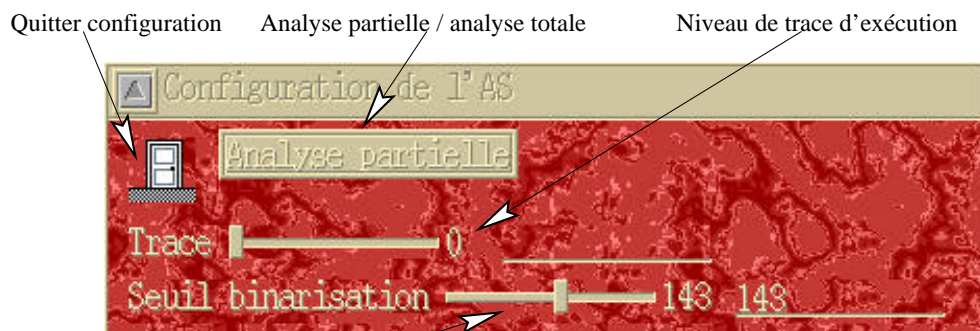 Quitter configuration Analyse partielle / analyse totale Niveau de trace d’exécution
Configuration de l'AS
Analyse partielle
Trace 0
Seuil binarisation 143 143